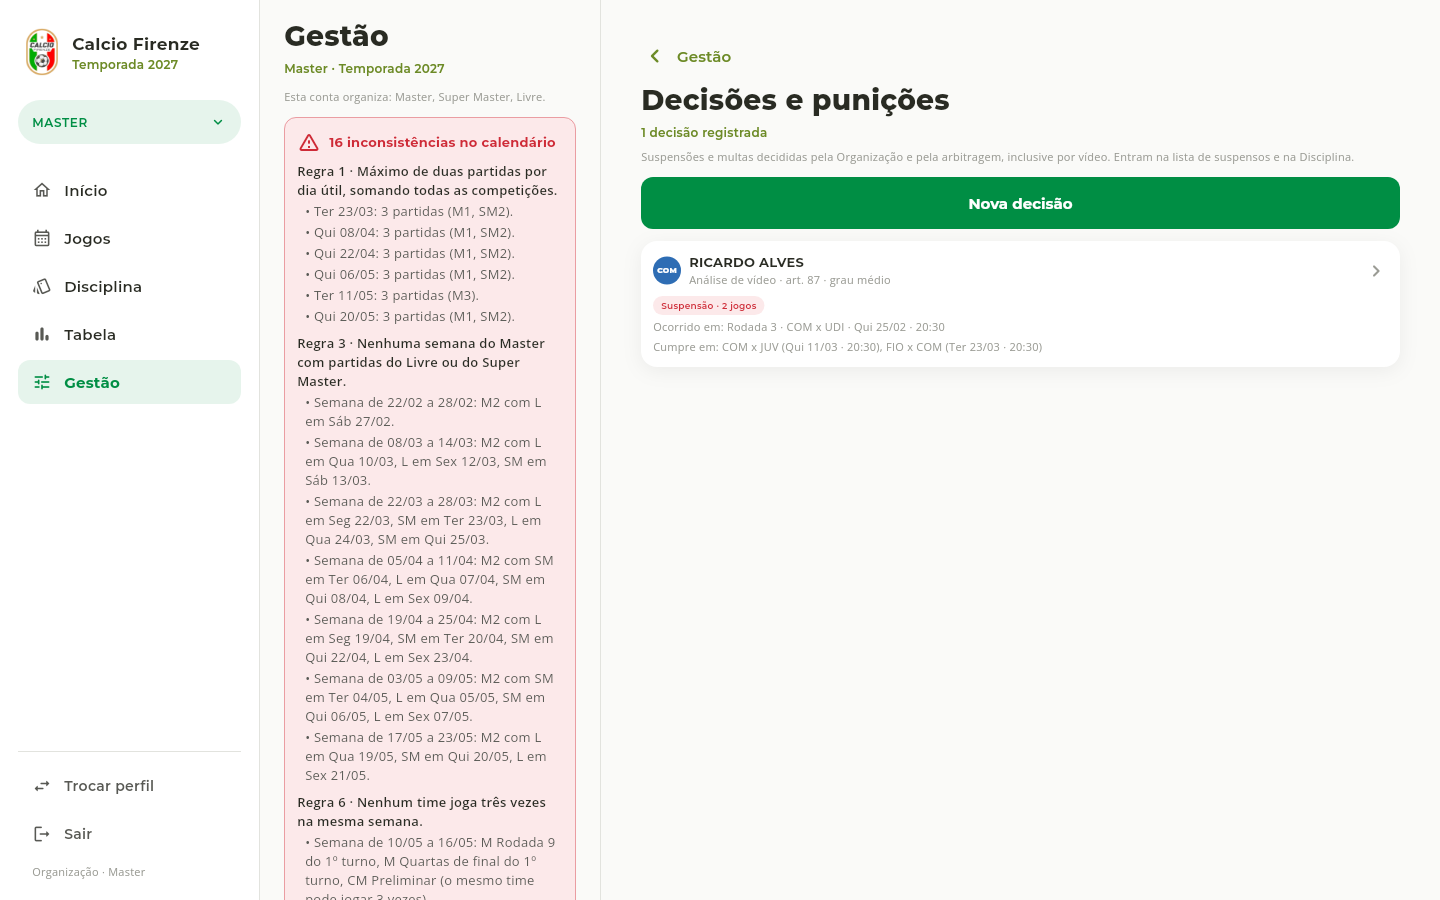 CALCIO
Calcio Firenze
Temporada 2027
MASTER
Início
Jogos
Disciplina
Tabela
Gestão
Trocar perfil
Sair
Organização · Master
Gestão
Master · Temporada 2027
Esta conta organiza: Master, Super Master, Livre.
16 inconsistências no calendário
Regra 1 · Máximo de duas partidas por
dia útil, somando todas as competições.
• Ter 23/03: 3 partidas (M1, SM2).
• Qui 08/04: 3 partidas (M1, SM2).
• Qui 22/04: 3 partidas (M1, SM2).
• Qui 06/05: 3 partidas (M1, SM2).
• Ter 11/05: 3 partidas (M3).
• Qui 20/05: 3 partidas (M1, SM2).
Regra 3 · Nenhuma semana do Master
com partidas do Livre ou do Super
Master.
• Semana de 22/02 a 28/02: M2 com L
em Sáb 27/02.
• Semana de 08/03 a 14/03: M2 com L
em Qua 10/03, L em Sex 12/03, SM em
Sáb 13/03.
• Semana de 22/03 a 28/03: M2 com L
em Seg 22/03, SM em Ter 23/03, L em
Qua 24/03, SM em Qui 25/03.
• Semana de 05/04 a 11/04: M2 com SM
em Ter 06/04, L em Qua 07/04, SM em
Qui 08/04, L em Sex 09/04.
• Semana de 19/04 a 25/04: M2 com L
em Seg 19/04, SM em Ter 20/04, SM em
Qui 22/04, L em Sex 23/04.
• Semana de 03/05 a 09/05: M2 com SM
em Ter 04/05, L em Qua 05/05, SM em
Qui 06/05, L em Sex 07/05.
• Semana de 17/05 a 23/05: M2 com L
em Qua 19/05, SM em Qui 20/05, L em
Sex 21/05.
Regra 6 · Nenhum time joga três vezes
na mesma semana.
• Semana de 10/05 a 16/05: M Rodada 9
do 1º turno, M Quartas de final do 1º
turno, CM Preliminar (o mesmo time
pode jogar 3 vezes)
Gestão
Decisões e punições
1 decisão registrada
Suspensões e multas decididas pela Organização e pela arbitragem, inclusive por vídeo. Entram na lista de suspensos e na Disciplina.
Nova decisão
COM
RICARDO ALVES
Análise de vídeo · art. 87 · grau médio
Suspensão · 2 jogos
Ocorrido em: Rodada 3 · COM x UDI · Qui 25/02 · 20:30
Cumpre em: COM x JUV (Qui 11/03 · 20:30), FIO x COM (Ter 23/03 · 20:30)